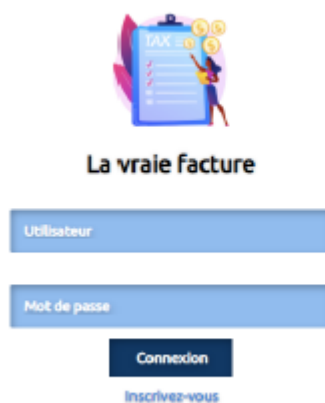 TAX
La vraie facture
Utilisateur
Mot de passe
Connexion
Inscrivez-vous